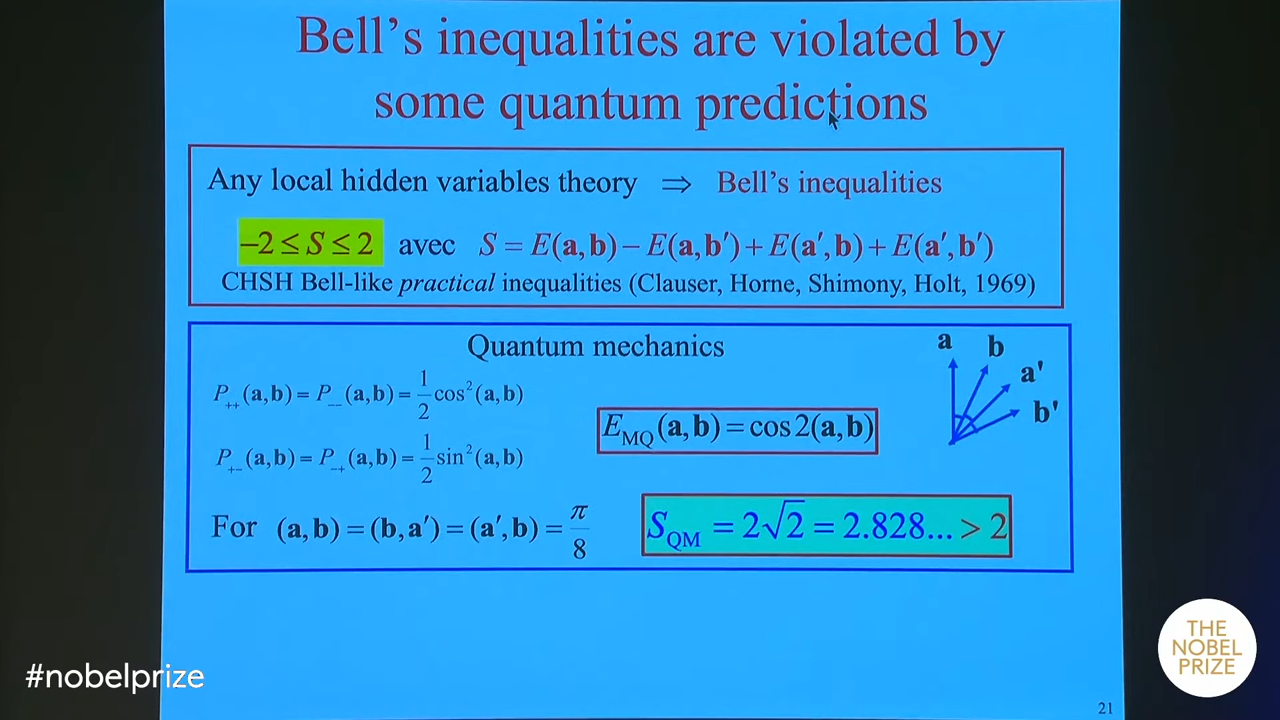 Bell's inequalities are violated by
some quantum predictions
Any local hidden variables theory ⇒ Bell's inequalities
–2 ≤ S ≤ 2 avec S = E(a,b) – E(a,b′) + E(a′,b) + E(a′,b′)
CHSH Bell-like practical inequalities (Clauser, Horne, Shimony, Holt, 1969)
Quantum mechanics
a b a' b'
P₊₊(a,b) = P₋₋(a,b) = 1/2 cos²(a,b)
E_MQ(a,b) = cos 2(a,b)
P₊₋(a,b) = P₋₊(a,b) = 1/2 sin²(a,b)
For (a,b) = (b,a′) = (a′,b) = π/8
S_QM = 2√2 = 2.828... > 2
THE
NOBEL
PRIZE
#nobelprize
21